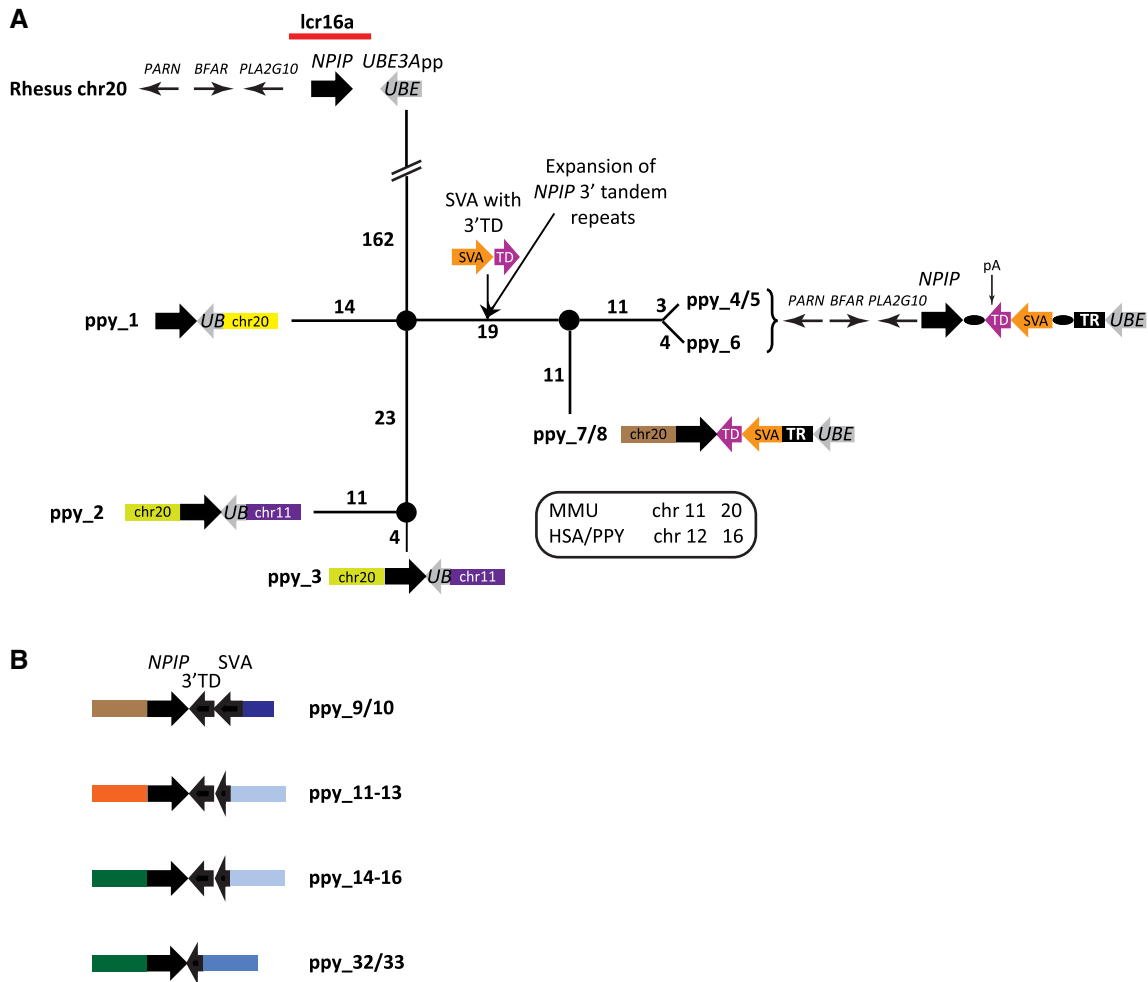 A
lcr16a
NPIP UBE3App
PARN BFAR PLA2G10
Rhesus chr20
UBE
Expansion of
NPIP 3' tandem
repeats
SVA with
3'TD
SVA TD
162
14
19
11
3
4
ppy_1
UB chr20
ppy_4/5
ppy_6
PARN BFAR PLA2G10
NPIP
pA
TD SVA TR UBE
11
23
ppy_7/8
chr20 TD SVA TR UBE
ppy_2
chr20 UB chr11
11
4
MMU chr 11 20
HSA/PPY chr 12 16
ppy_3
chr20 UB chr11
B
NPIP SVA
3'TD
ppy_9/10
ppy_11-13
ppy_14-16
ppy_32/33